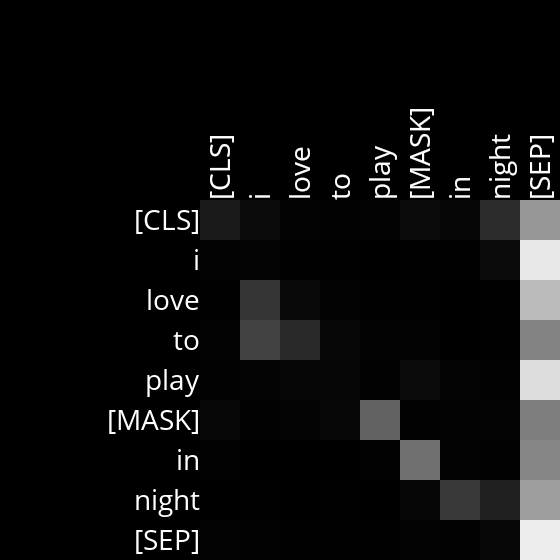 [CLS] i love to play [MASK] in night [SEP]
[CLS]
i
love
to
play
[MASK]
in
night
[SEP]